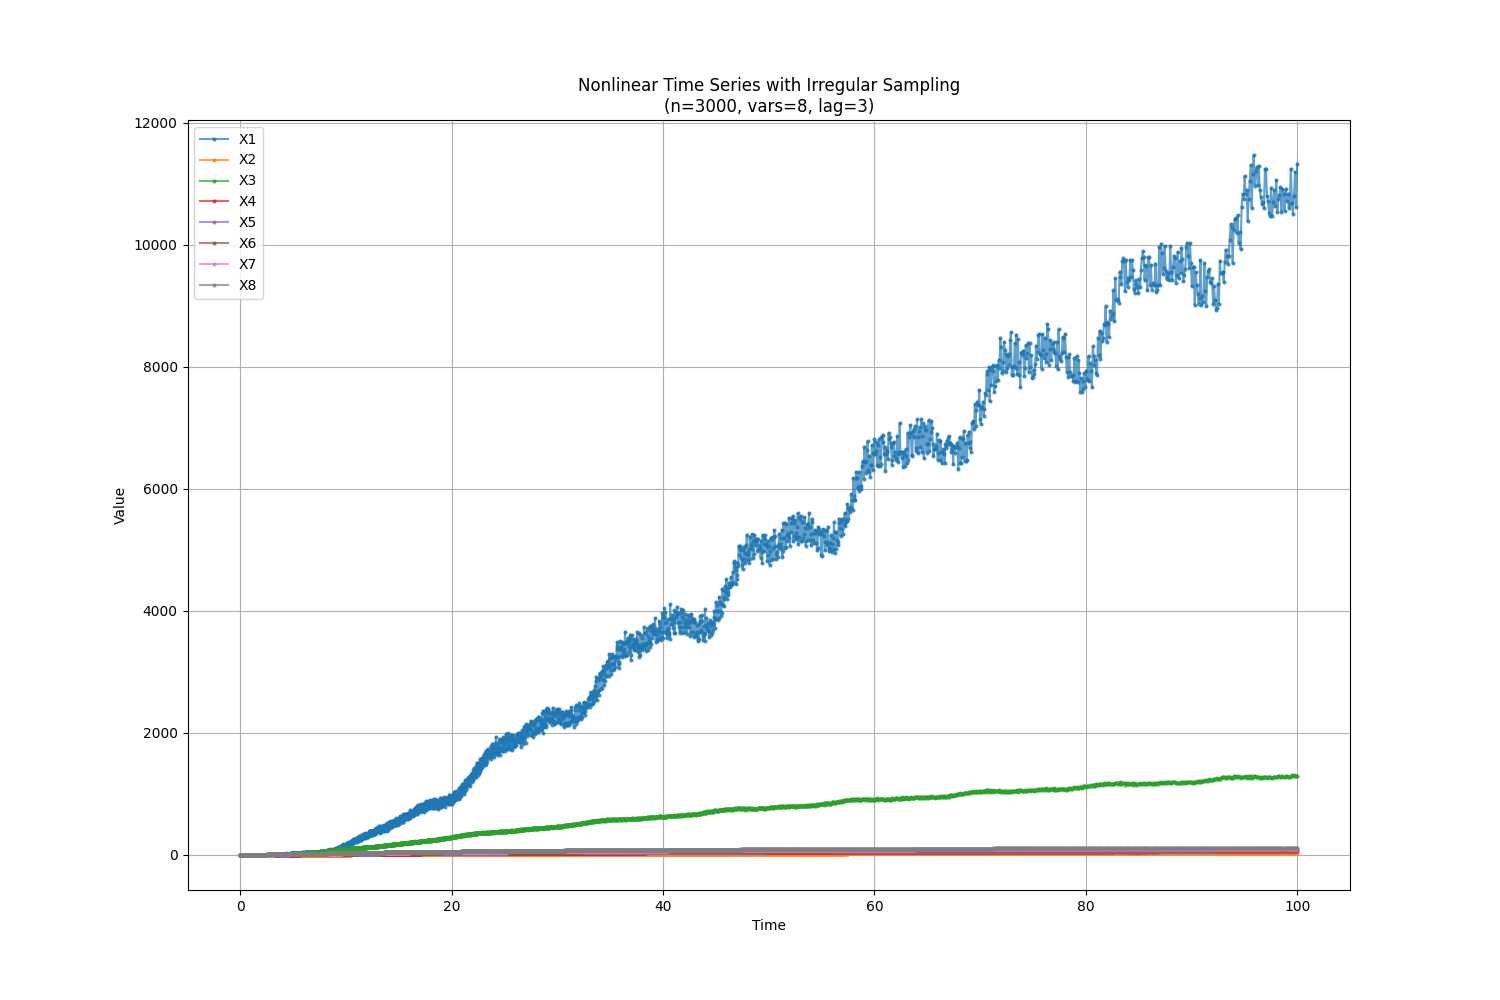 Nonlinear Time Series with Irregular Sampling
(n=3000, vars=8, lag=3)
12000
10000
8000
6000
4000
2000
0
Value
X1
X2
X3
X4
X5
X6
X7
X8
0 20 40 60 80 100
Time